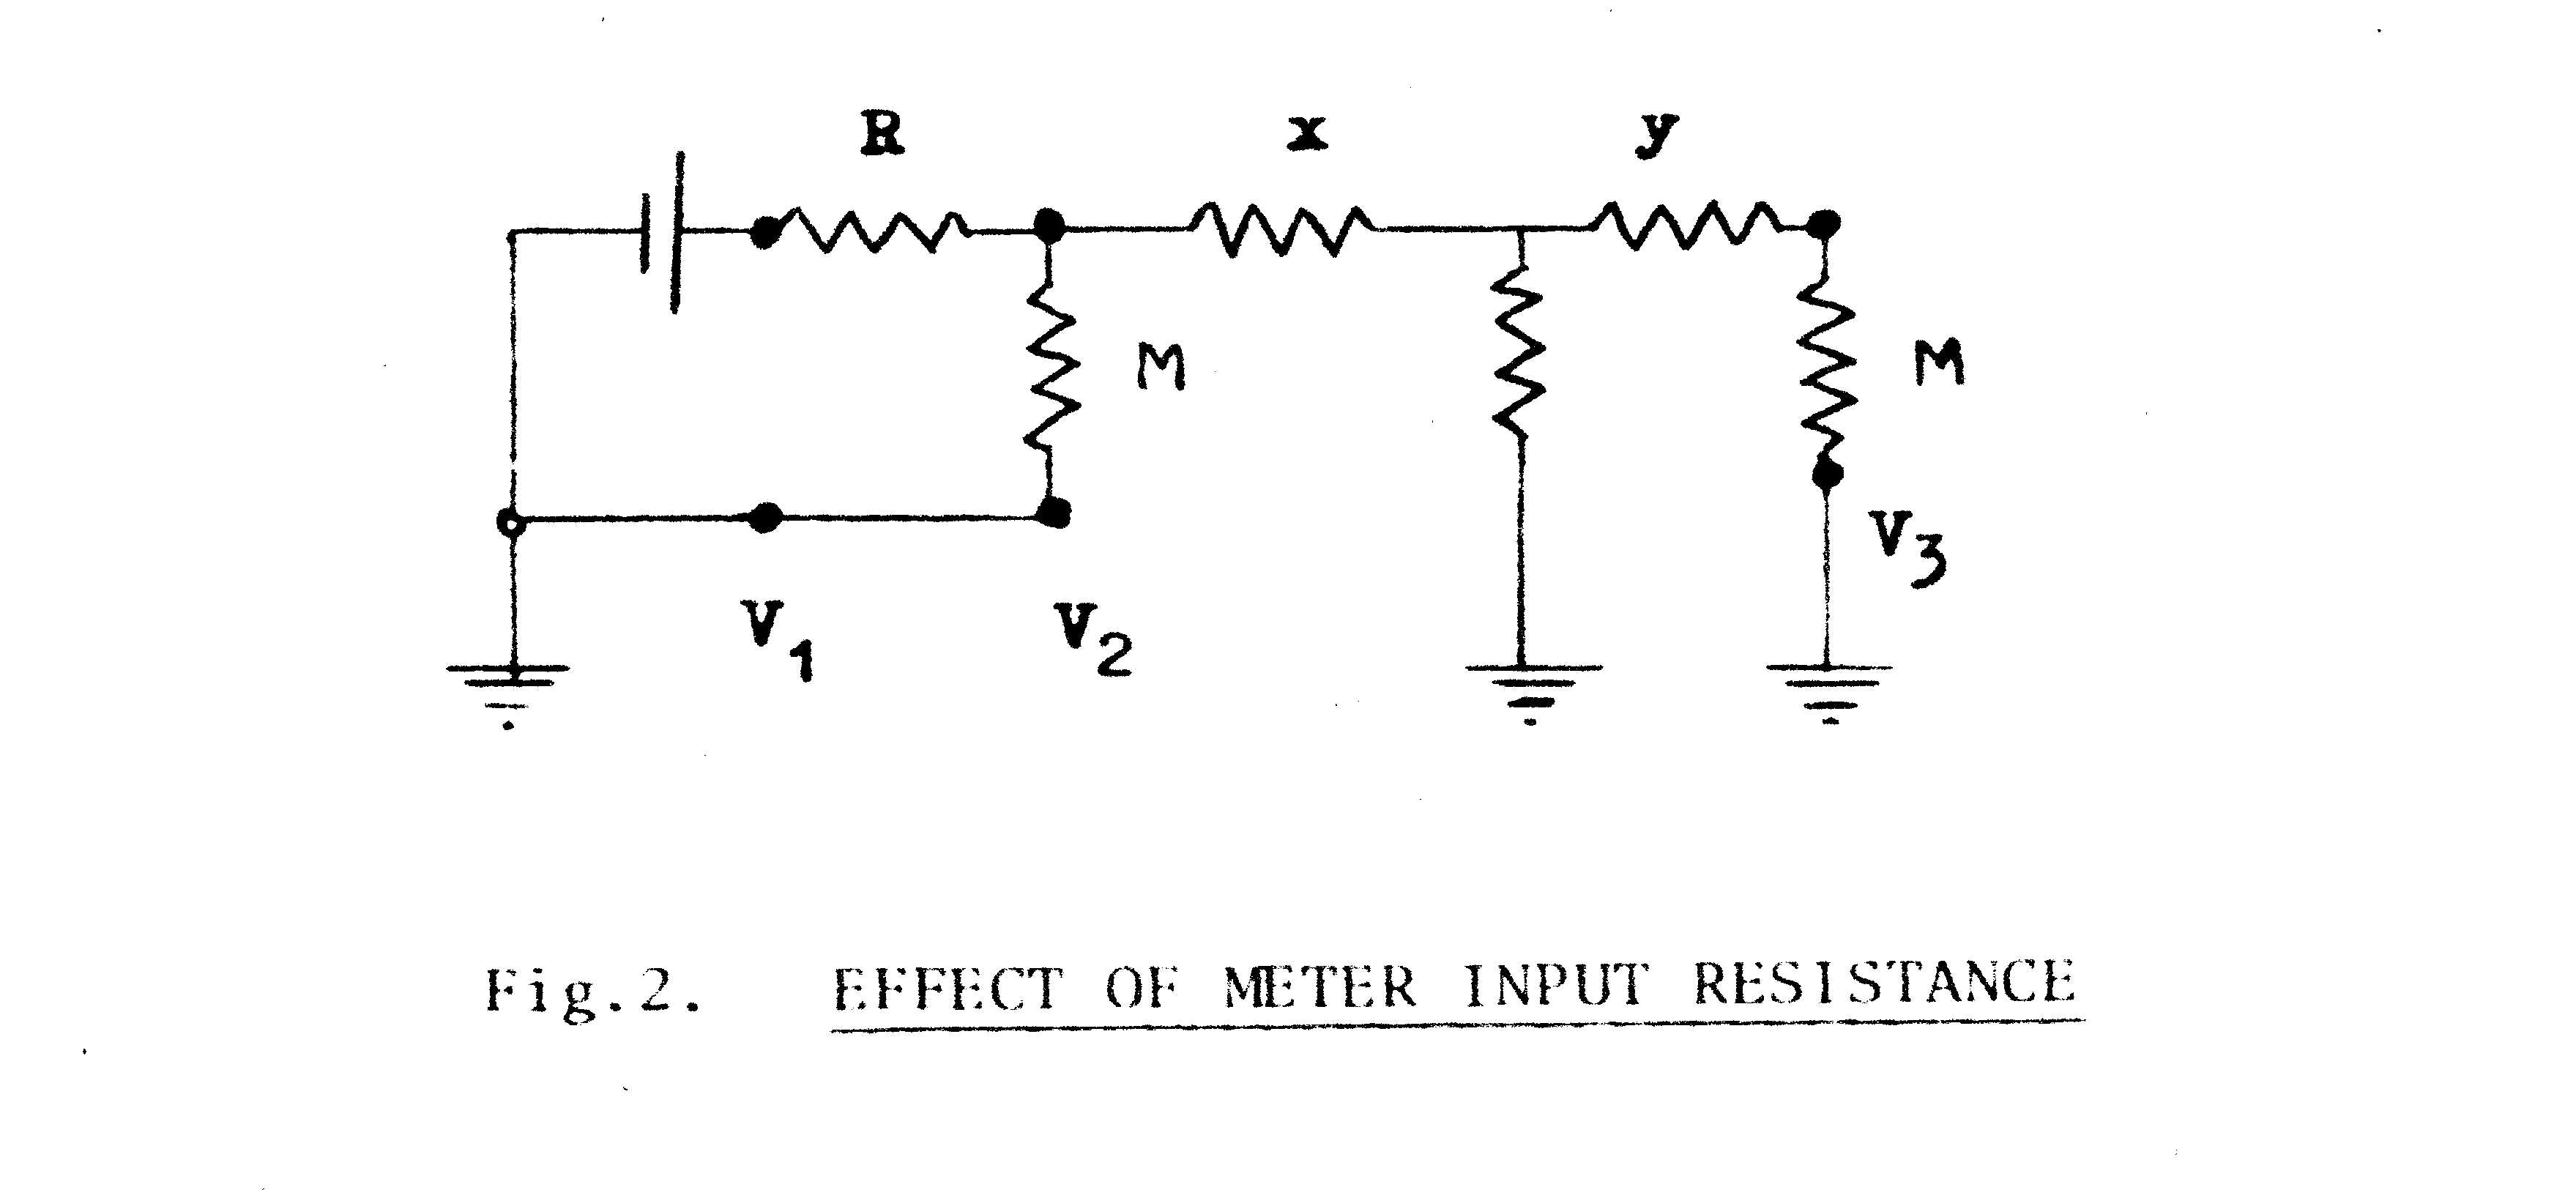 R x y
M M
V3
V1 V2
Fig.2. EFFECT OF METER INPUT RESISTANCE